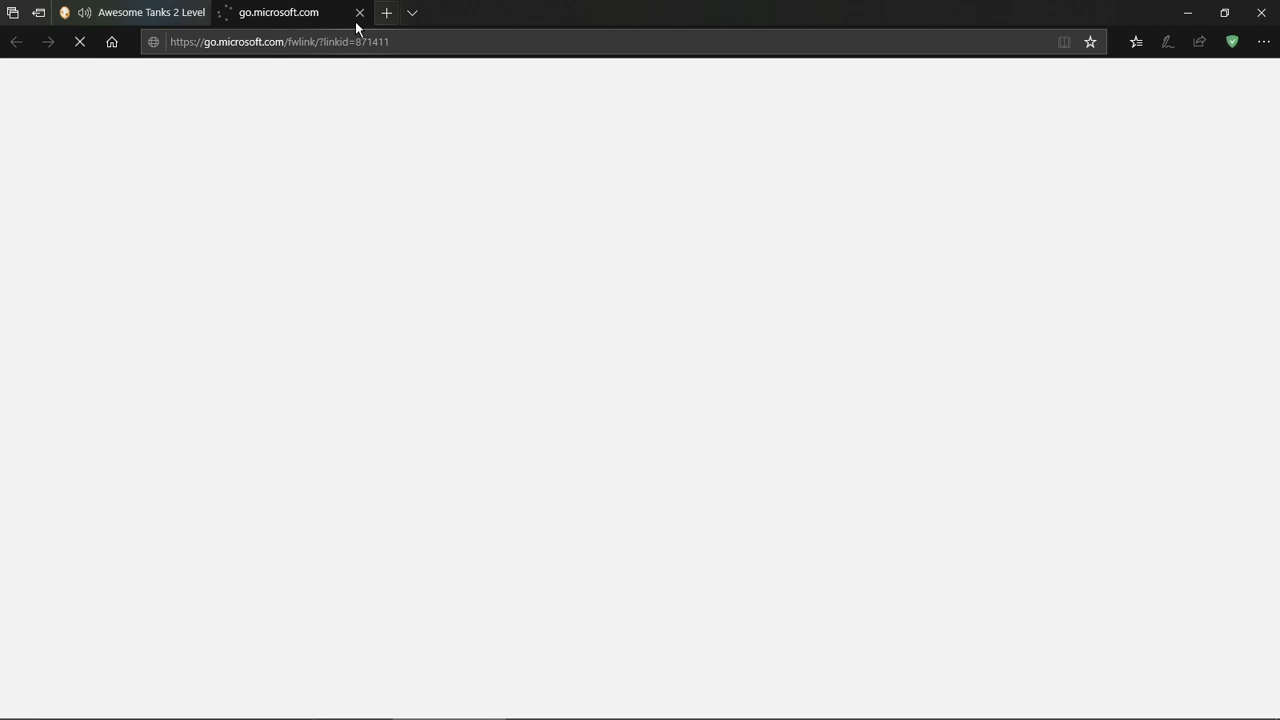 Awesome Tanks 2 Level
go.microsoft.com
https://go.microsoft.com/fwlink/?linkid=871411